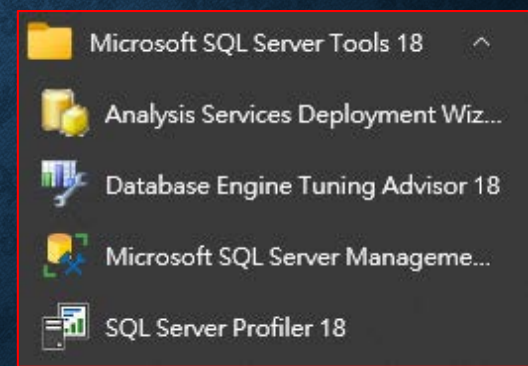 Microsoft SQL Server Tools 18
Analysis Services Deployment Wiz...
Database Engine Tuning Advisor 18
Microsoft SQL Server Manageme...
SQL Server Profiler 18